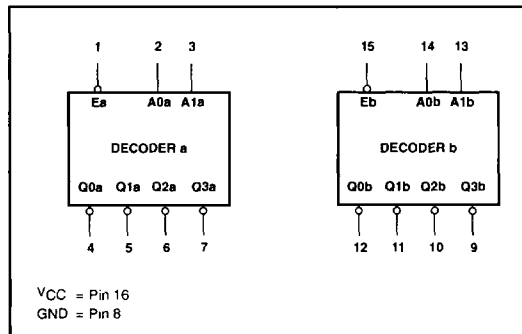 1 2 3 15 14 13
Ea A0a A1a Eb A0b A1b
DECODER a DECODER b
Q0a Q1a Q2a Q3a Q0b Q1b Q2b Q3b
4 5 6 7 12 11 10 9
VCC = Pin 16
GND = Pin 8